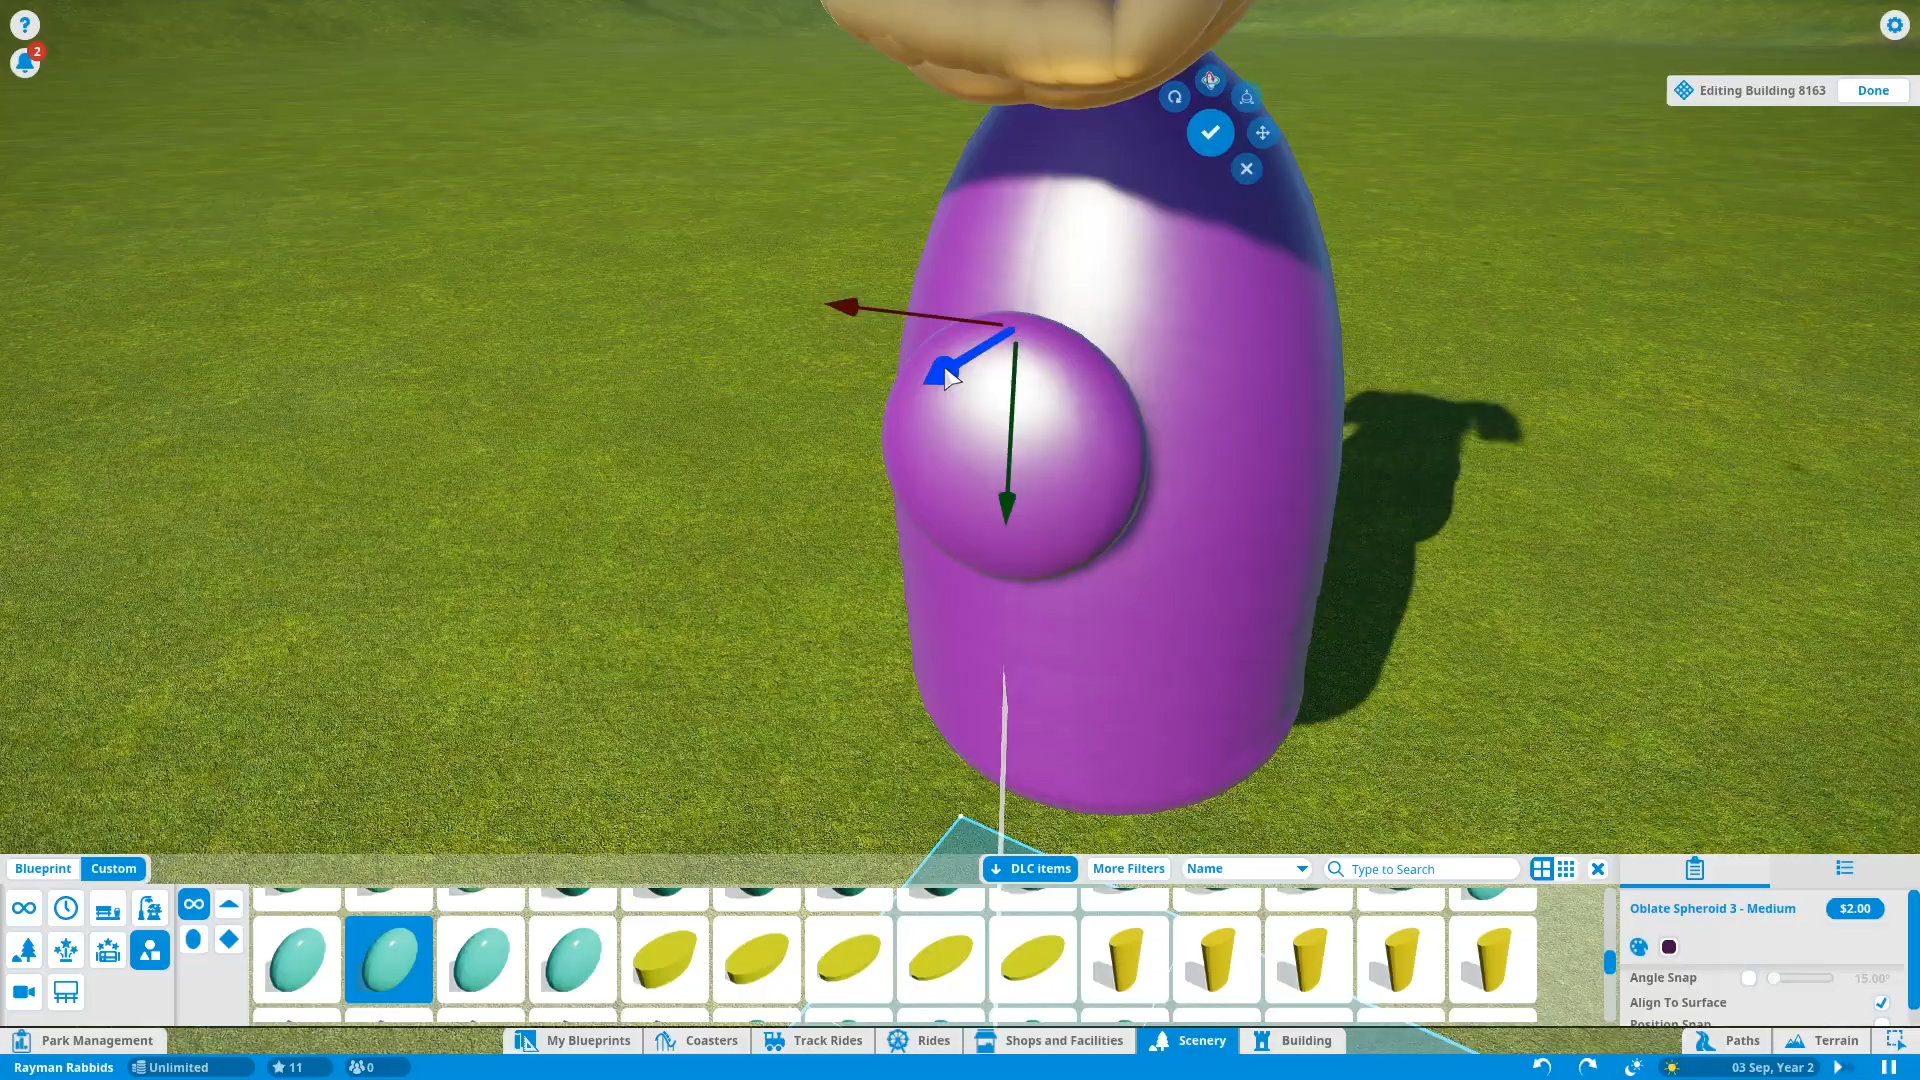 ?
2
Editing Building 8163
Done
Blueprint
Custom
DLC items
More Filters
Name
Type to Search
Oblate Spheroid 3 - Medium
$2.00
Angle Snap
15.00°
Align To Surface
Position Snap
Park Management
My Blueprints
Coasters
Track Rides
Rides
Shops and Facilities
Scenery
Building
Paths
Terrain
Rayman Rabbids
Unlimited
11
0
03 Sep, Year 2